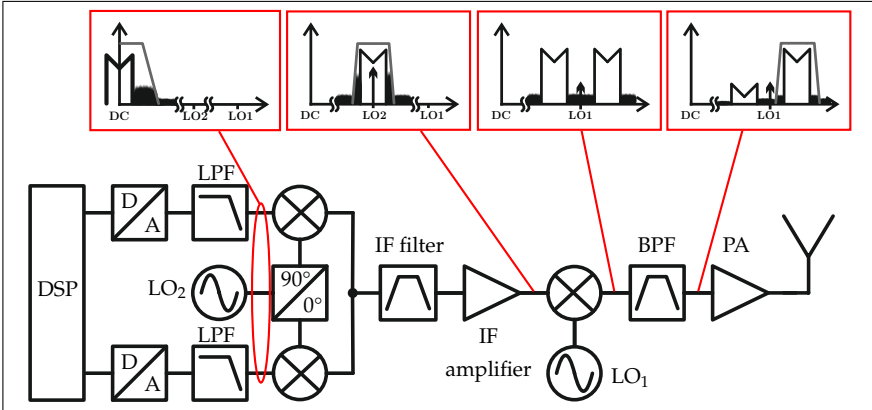 DC LO2 LO1
DC LO2 LO1
DC LO1
DC LO1
LPF
D
A
IF filter
BPF
PA
DSP
LO₂
90°
0°
LPF
D
A
IF
amplifier
LO₁